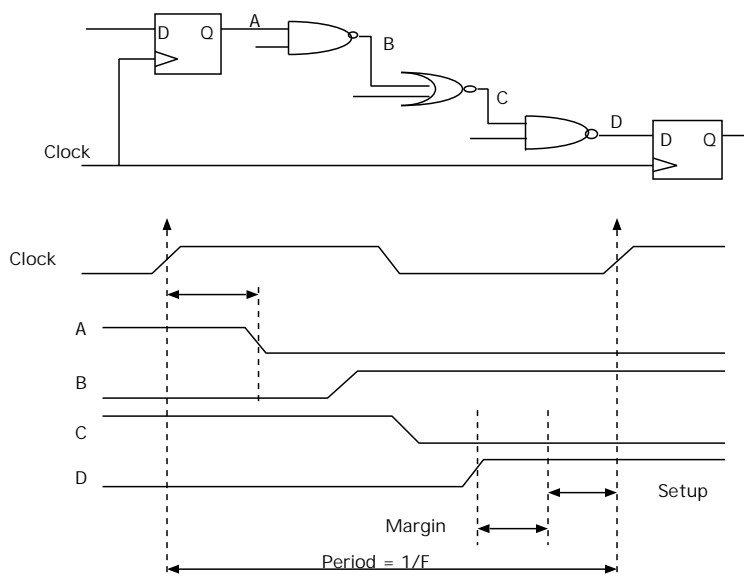 D Q
A
B
C
D
D Q
Clock
Clock
A
B
C
D
Setup
Margin
Period = 1/F